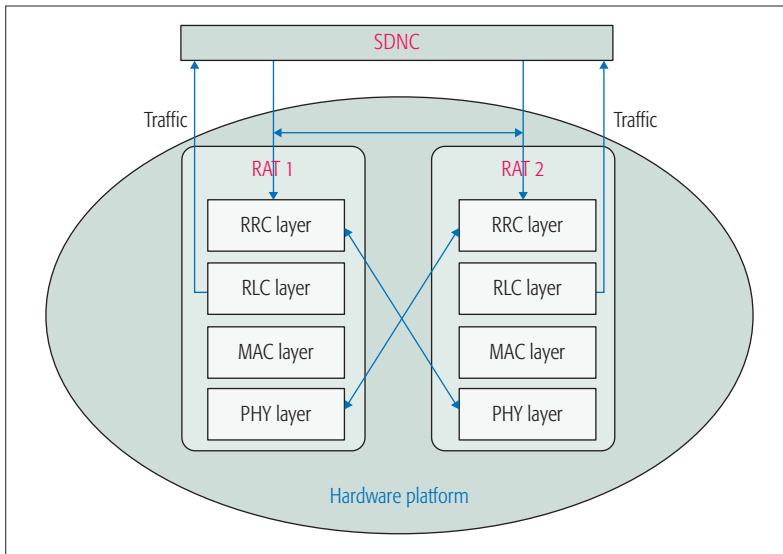 SDNC
Traffic
Traffic
RAT 1
RRC layer
RLC layer
MAC layer
PHY layer
RAT 2
RRC layer
RLC layer
MAC layer
PHY layer
Hardware platform